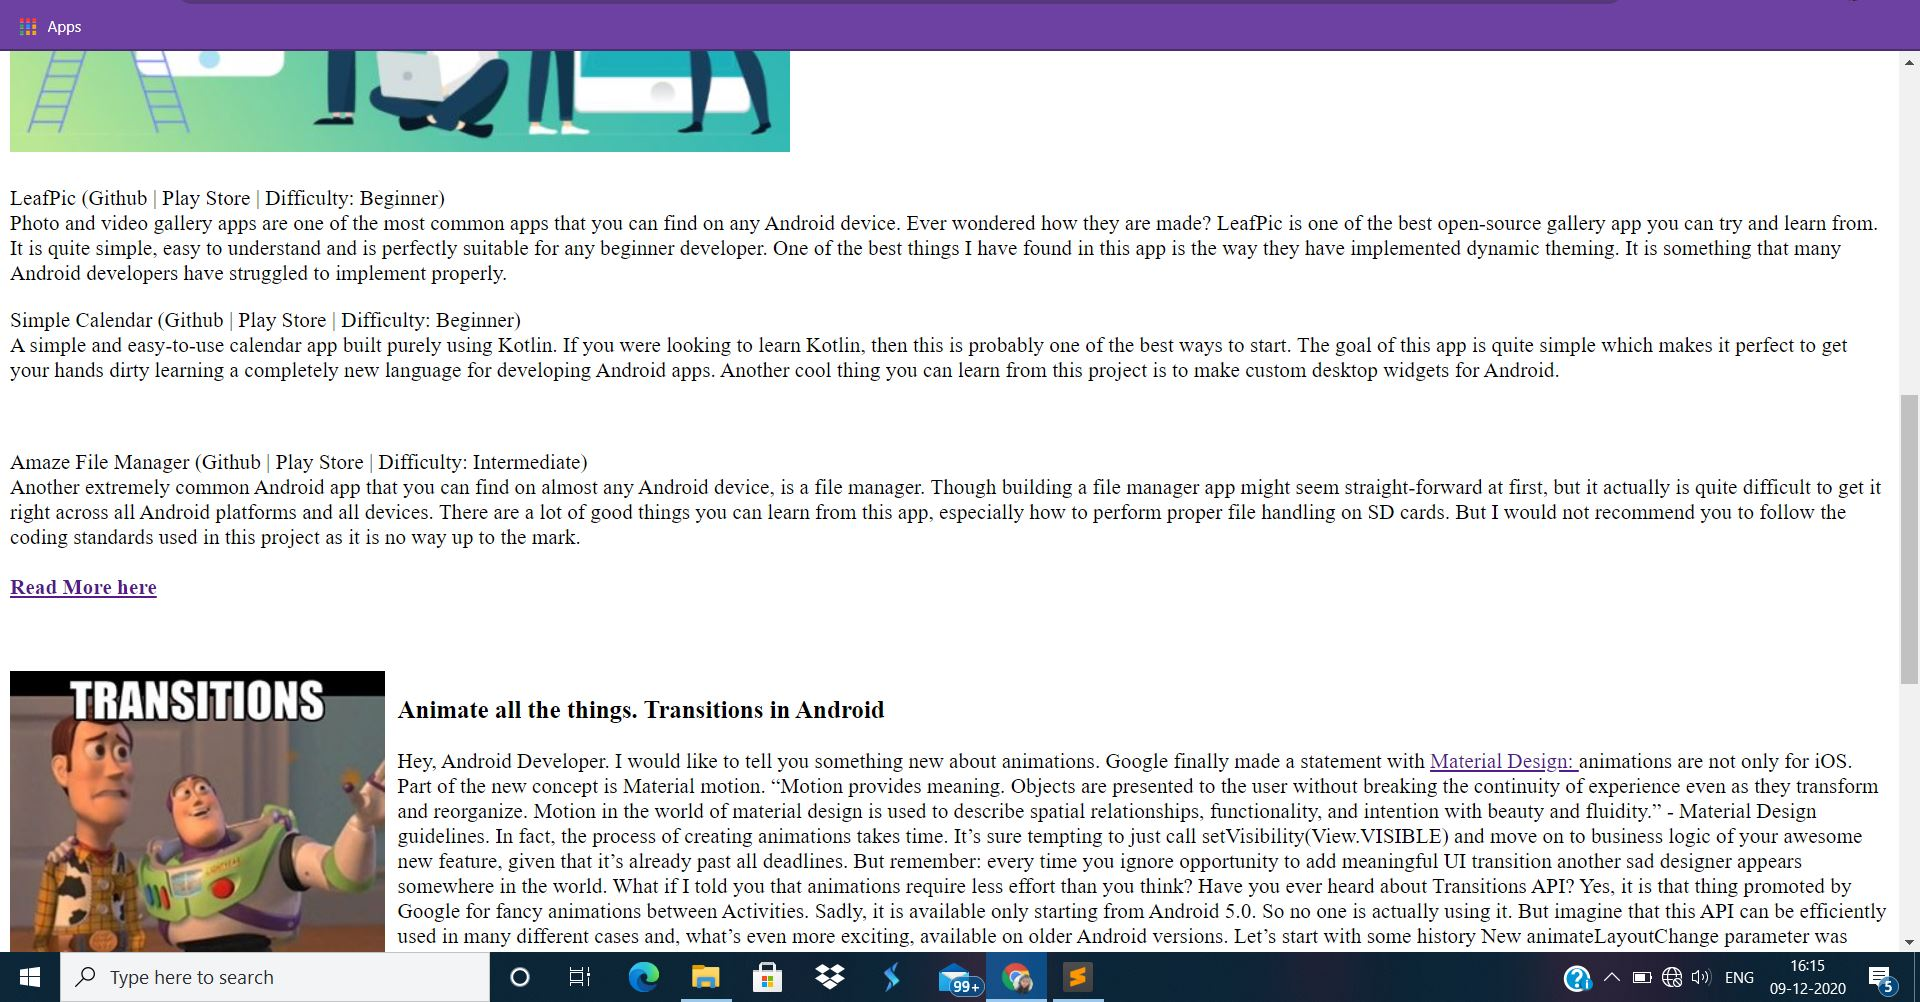 Apps
LeafPic (Github | Play Store | Difficulty: Beginner)
Photo and video gallery apps are one of the most common apps that you can find on any Android device. Ever wondered how they are made? LeafPic is one of the best open-source gallery app you can try and learn from.
It is quite simple, easy to understand and is perfectly suitable for any beginner developer. One of the best things I have found in this app is the way they have implemented dynamic theming. It is something that many
Android developers have struggled to implement properly.
Simple Calendar (Github | Play Store | Difficulty: Beginner)
A simple and easy-to-use calendar app built purely using Kotlin. If you were looking to learn Kotlin, then this is probably one of the best ways to start. The goal of this app is quite simple which makes it perfect to get
your hands dirty learning a completely new language for developing Android apps. Another cool thing you can learn from this project is to make custom desktop widgets for Android.
Amaze File Manager (Github | Play Store | Difficulty: Intermediate)
Another extremely common Android app that you can find on almost any Android device, is a file manager. Though building a file manager app might seem straight-forward at first, but it actually is quite difficult to get it
right across all Android platforms and all devices. There are a lot of good things you can learn from this app, especially how to perform proper file handling on SD cards. But I would not recommend you to follow the
coding standards used in this project as it is no way up to the mark.
Read More here
TRANSITIONS
Animate all the things. Transitions in Android
Hey, Android Developer. I would like to tell you something new about animations. Google finally made a statement with Material Design: animations are not only for iOS.
Part of the new concept is Material motion. “Motion provides meaning. Objects are presented to the user without breaking the continuity of experience even as they transform
and reorganize. Motion in the world of material design is used to describe spatial relationships, functionality, and intention with beauty and fluidity.” - Material Design
guidelines. In fact, the process of creating animations takes time. It’s sure tempting to just call setVisibility(View.VISIBLE) and move on to business logic of your awesome
new feature, given that it’s already past all deadlines. But remember: every time you ignore opportunity to add meaningful UI transition another sad designer appears
somewhere in the world. What if I told you that animations require less effort than you think? Have you ever heard about Transitions API? Yes, it is that thing promoted by
Google for fancy animations between Activities. Sadly, it is available only starting from Android 5.0. So no one is actually using it. But imagine that this API can be efficiently
used in many different cases and, what’s even more exciting, available on older Android versions. Let’s start with some history New animateLayoutChange parameter was
Type here to search
99+
ENG
16:15
09-12-2020
5